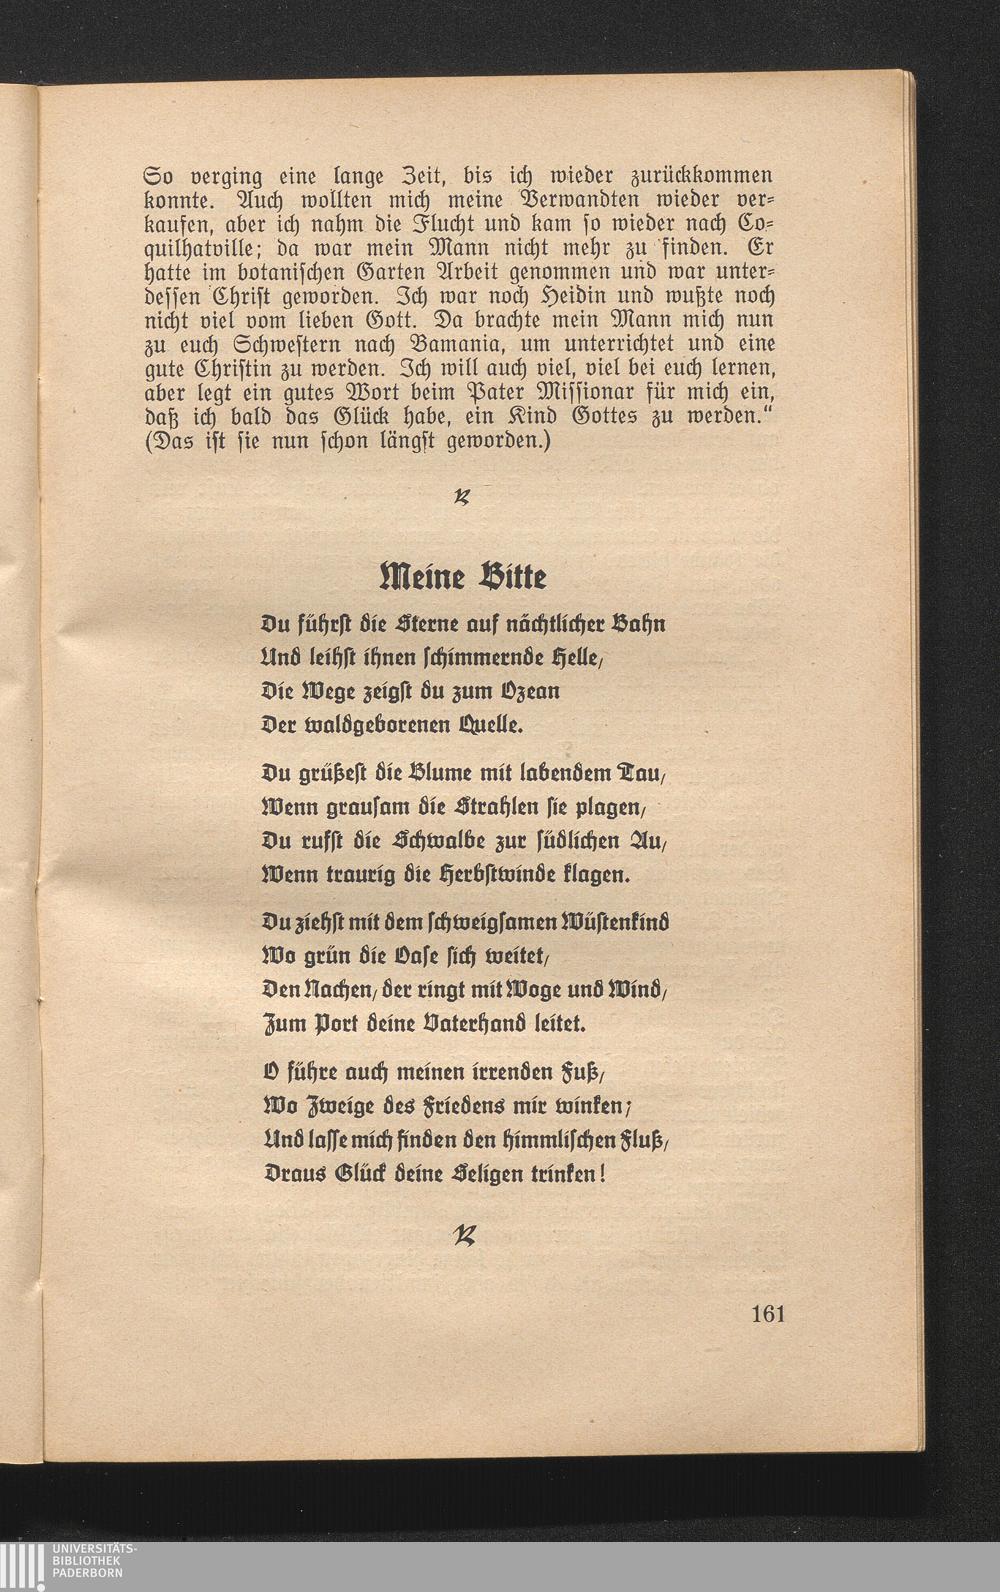 So verging eine lange Zeit, bis ich wieder zurückkommen
konnte. Auch wollten mich meine Verwandten wieder ver-
kaufen, aber ich nahm die Flucht und kam so wieder nach Co-
quilhatville; da war mein Mann nicht mehr zu finden. Er
hatte im botanischen Garten Arbeit genommen und war unter-
dessen Christ geworden. Ich war noch Heidin und wußte noch
nicht viel vom lieben Gott. Da brachte mein Mann mich nun
zu euch Schwestern nach Bamania, um unterrichtet und eine
gute Christin zu werden. Ich will auch viel, viel bei euch lernen,
aber legt ein gutes Wort beim Pater Missionar für mich ein,
daß ich bald das Glück habe, ein Kind Gottes zu werden.“
(Das ist sie nun schon längst geworden.)
Meine Bitte
Du führst die Sterne auf nächtlicher Bahn
Und leihst ihnen schimmernde Helle,
Die Wege zeigst du zum Ozean
Der waldgeborenen Quelle.
Du grüßest die Blume mit labendem Tau,
Wenn grausam die Strahlen sie plagen,
Du rufst die Schwalbe zur südlichen Au,
Wenn traurig die Herbstwinde klagen.
Du ziehst mit dem schweigsamen Wüstenkind
Wo grün die Oase sich weitet,
Den Nachen, der ringt mit Woge und Wind,
Zum Port deine Vaterhand leitet.
O führe auch meinen irrenden Fuß,
Wo Zweige des Friedens mir winken;
Und lasse mich finden den himmlischen Fluß,
Draus Glück deine Seligen trinken!
161
UNIVERSITÄTS-
BIBLIOTHEK
PADERBORN